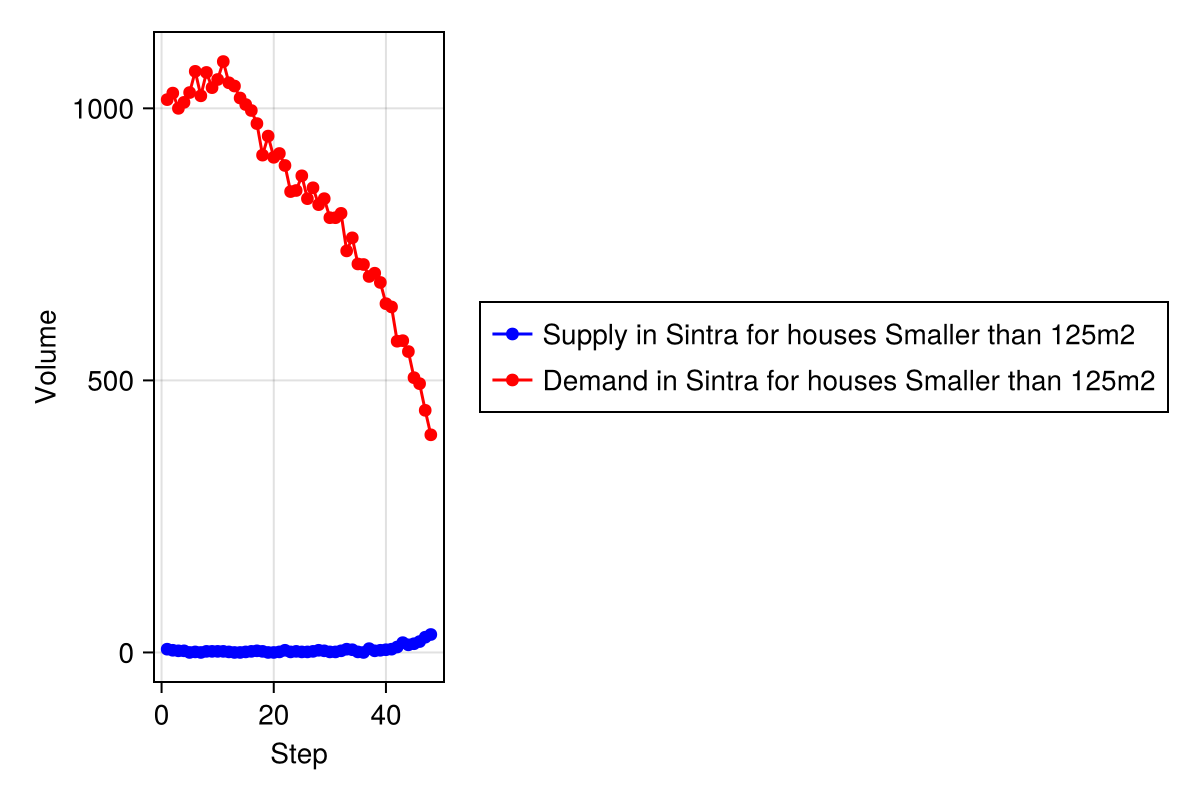 1000
500
0
Volume
0 20 40
Step
Supply in Sintra for houses Smaller than 125m2
Demand in Sintra for houses Smaller than 125m2